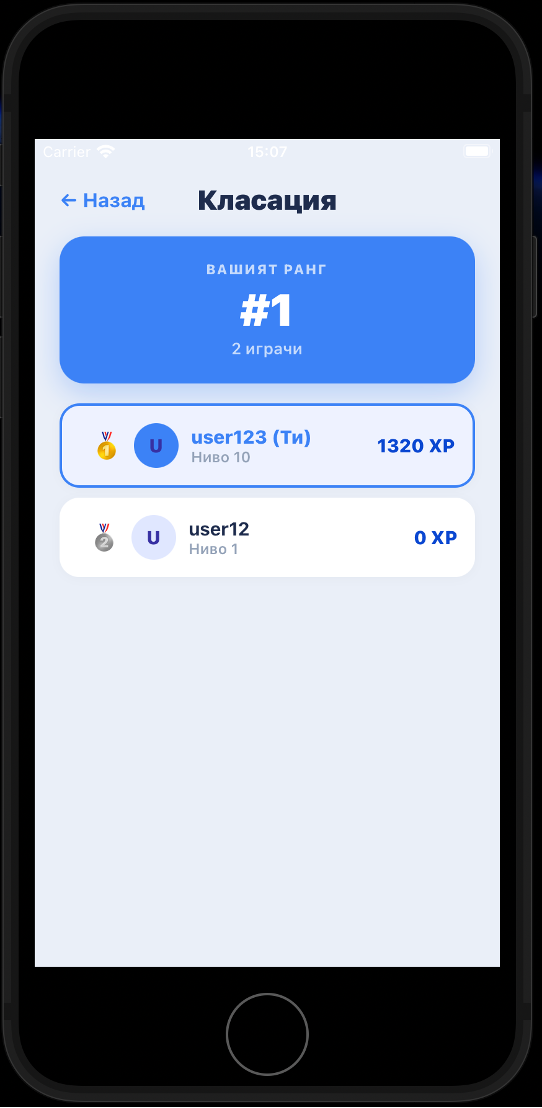 Carrier 15:07
← Назад Класация
ВАШИЯТ РАНГ
#1
2 играчи
1 U user123 (Ти) 1320 XP
Ниво 10
2 U user12 0 XP
Ниво 1